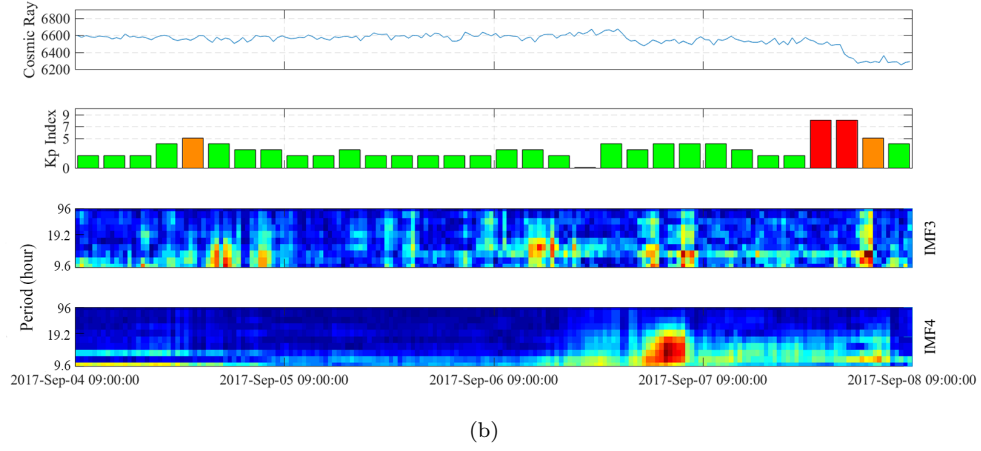 Cosmic Ray
6800
6600
6400
6200
Kp Index
9
7
5
0
Period (hour)
96
19.2
9.6
IMF3
96
19.2
9.6
IMF4
2017-Sep-04 09:00:00
2017-Sep-05 09:00:00
2017-Sep-06 09:00:00
2017-Sep-07 09:00:00
2017-Sep-08 09:00:00
(b)